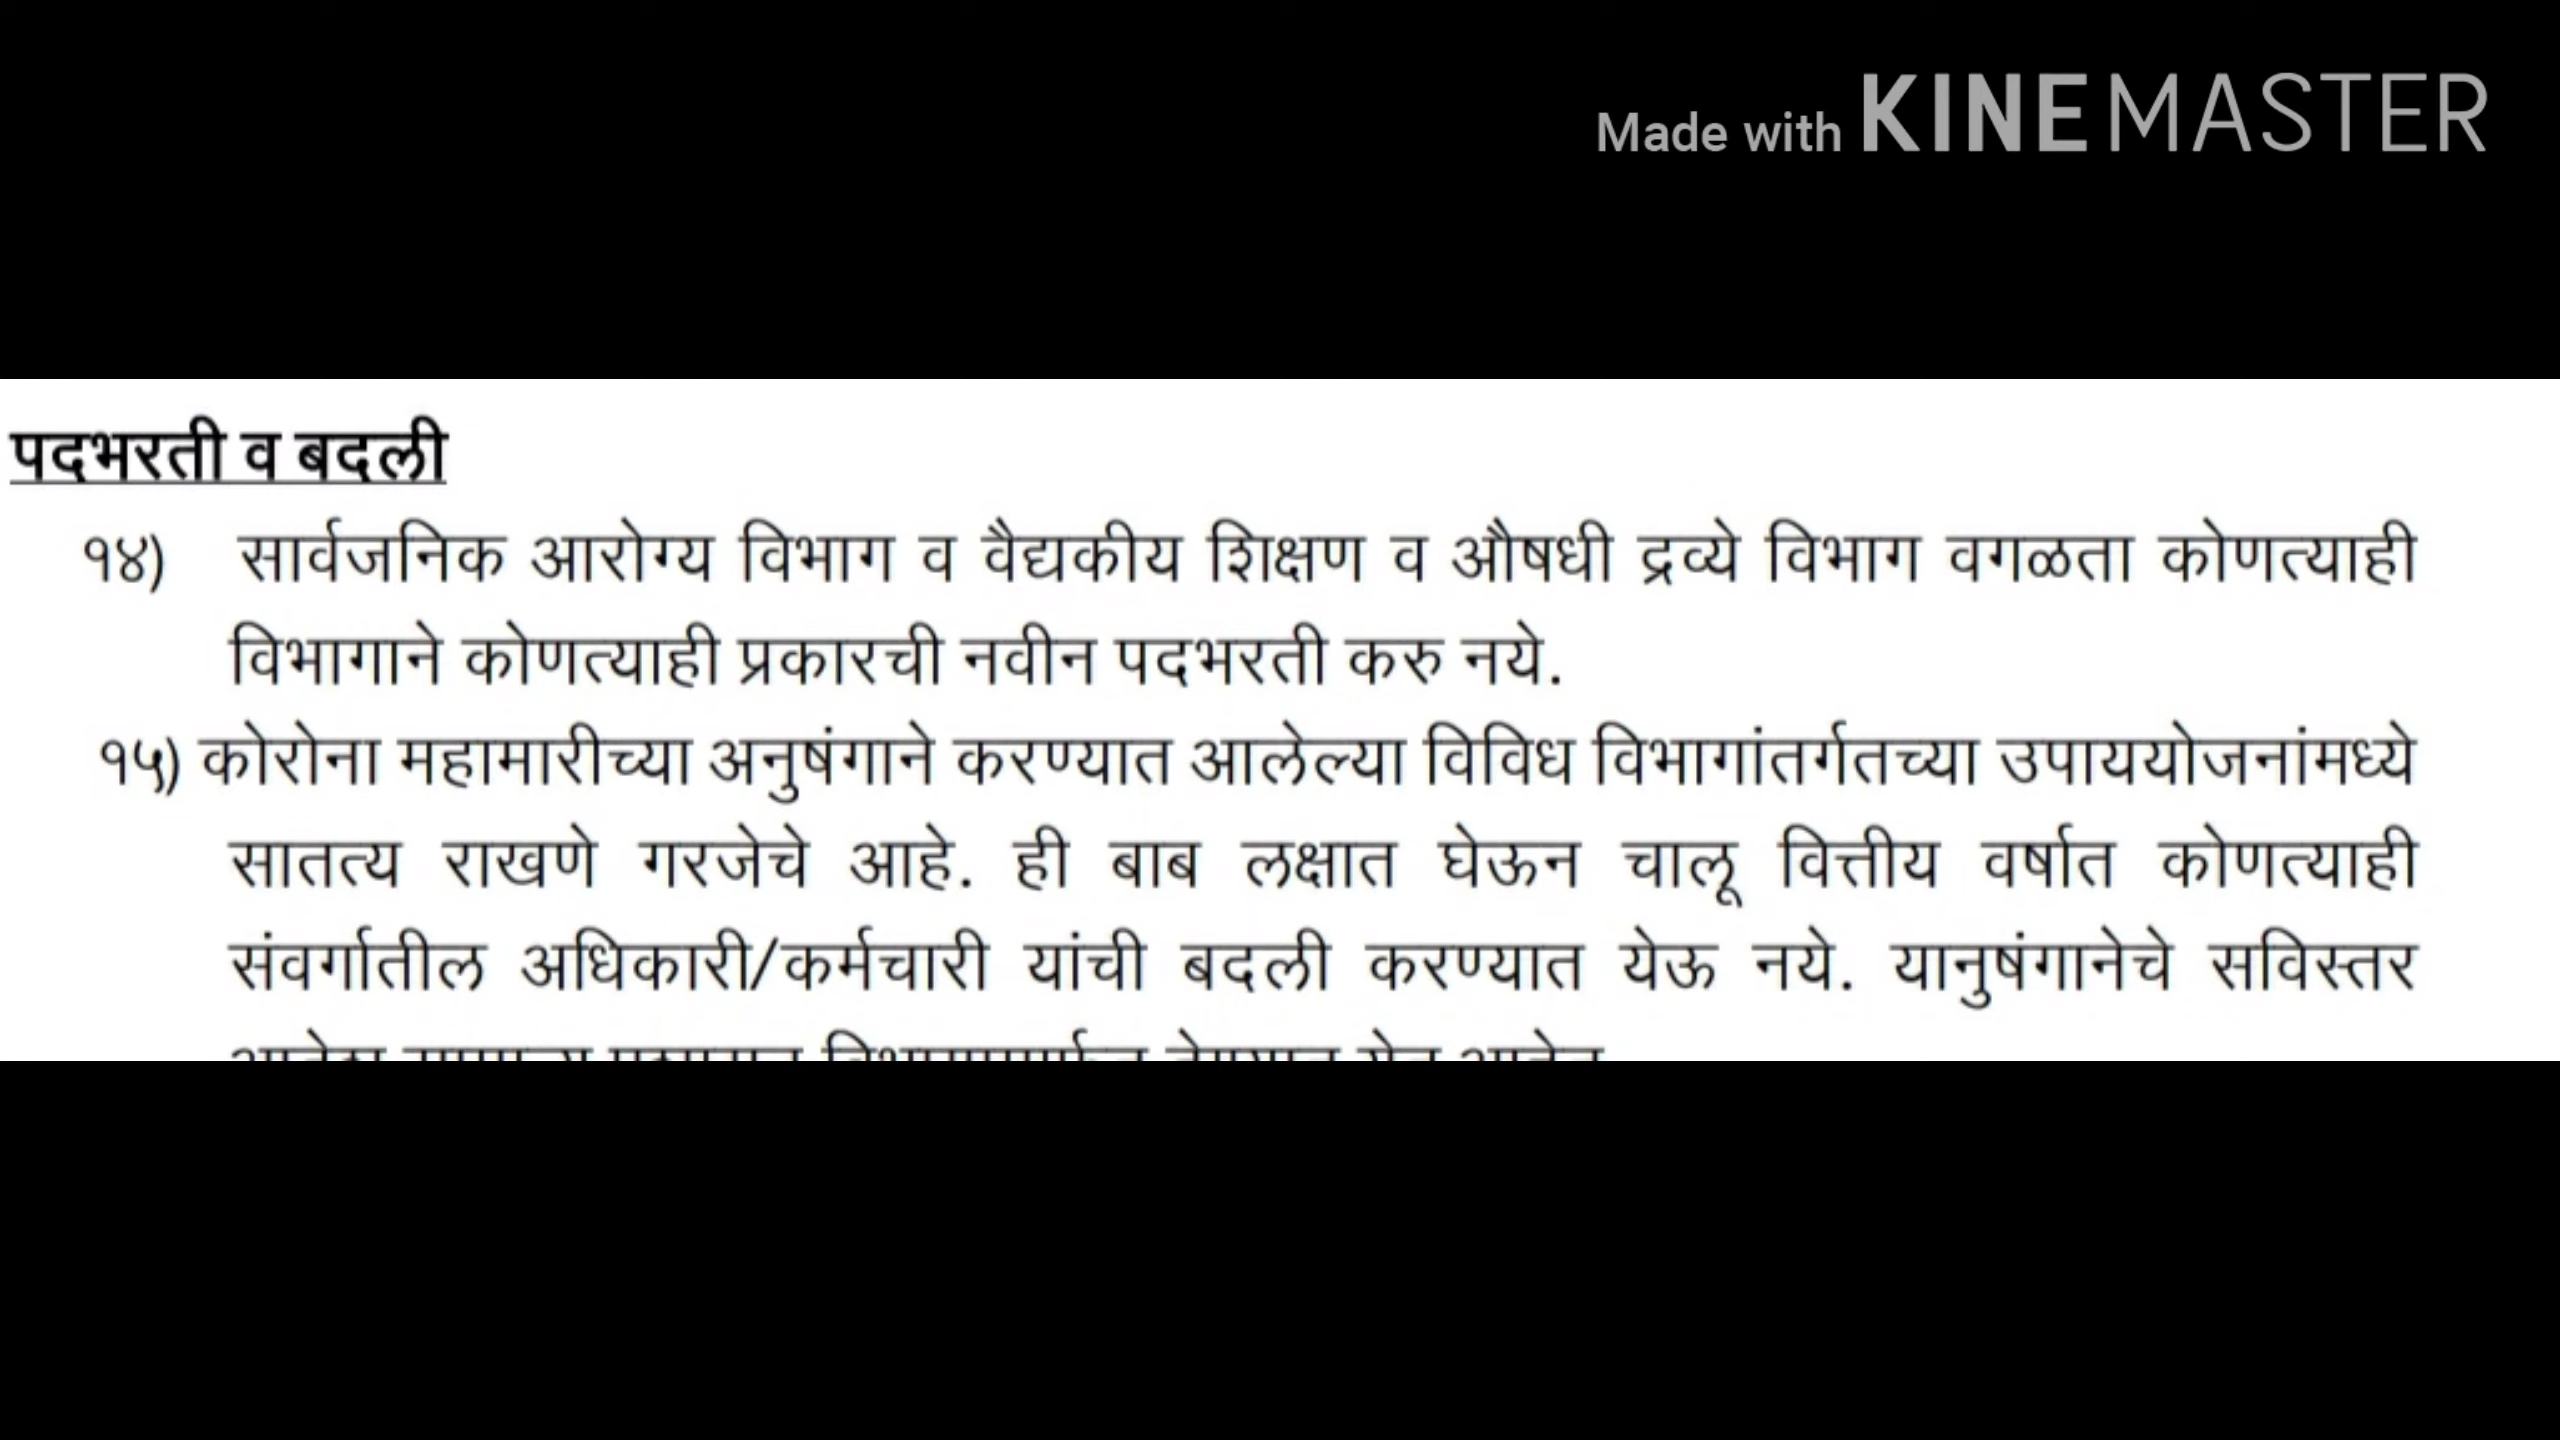 Made with KINEMASTER
पदभरती व बदली
१४) सार्वजनिक आरोग्य विभाग व वैद्यकीय शिक्षण व औषधी द्रव्ये विभाग वगळता कोणत्याही
विभागाने कोणत्याही प्रकारची नवीन पदभरती करु नये.
१५) कोरोना महामारीच्या अनुषंगाने करण्यात आलेल्या विविध विभागांतर्गतच्या उपाययोजनांमध्ये
सातत्य राखणे गरजेचे आहे. ही बाब लक्षात घेऊन चालू वित्तीय वर्षात कोणत्याही
संवर्गातील अधिकारी/कर्मचारी यांची बदली करण्यात येऊ नये. यानुषंगानेचे सविस्तर